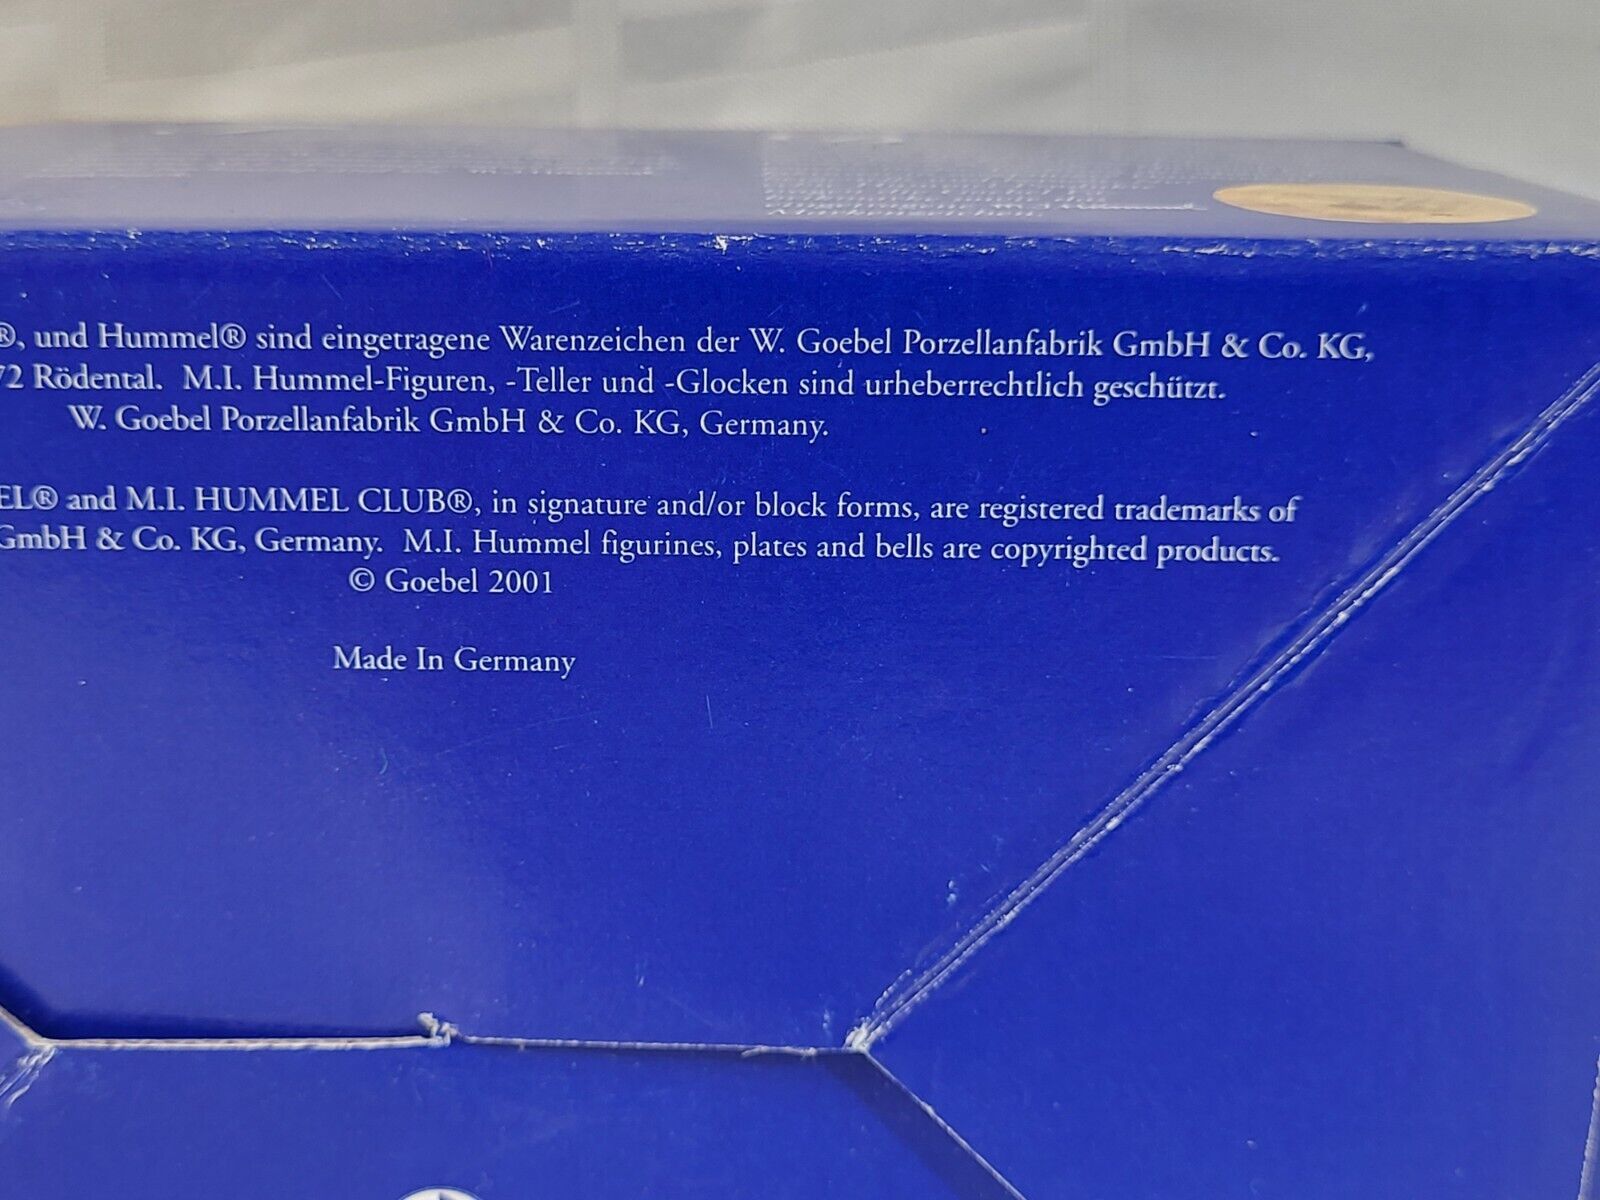 ®, und Hummel® sind eingetragene Warenzeichen der W. Goebel Porzellanfabrik GmbH & Co. KG,
72 Rödental. M.I. Hummel-Figuren, -Teller und -Glocken sind urheberrechtlich geschützt.
W. Goebel Porzellanfabrik GmbH & Co. KG, Germany.
EL® and M.I. HUMMEL CLUB®, in signature and/or block forms, are registered trademarks of
GmbH & Co. KG, Germany. M.I. Hummel figurines, plates and bells are copyrighted products.
© Goebel 2001
Made In Germany